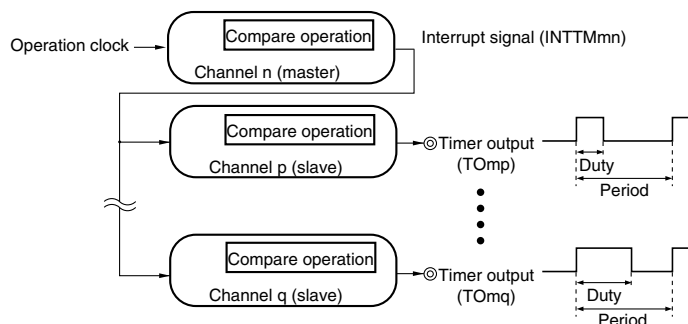 Compare operation
Operation clock
Interrupt signal (INTTMmn)
Channel n (master)
Compare operation
Channel p (slave)
Timer output
(TOmp)
Duty
Period
Compare operation
Channel q (slave)
Timer output
(TOmq)
Duty
Period